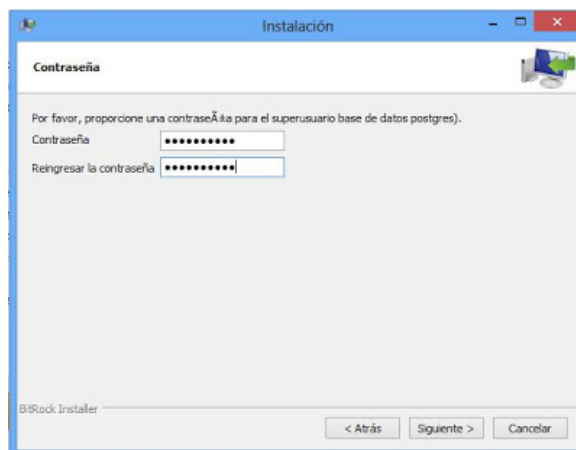 Instalación
Contraseña
Por favor, proporcione una contraseÃ±a para el superusuario base de datos postgres).
Contraseña ••••••••••
Reingresar la contraseña ••••••••••
BitRock Installer
< Atrás Siguiente > Cancelar